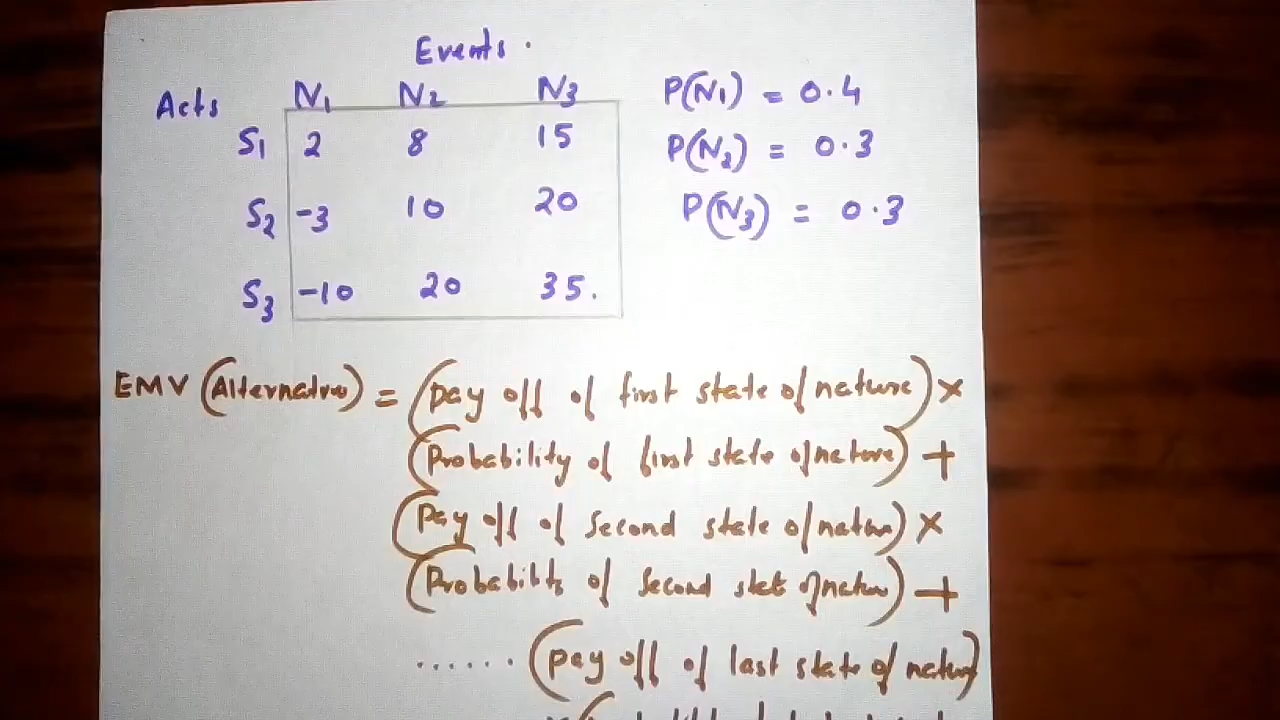 Events.
Acts N1 N2 N3 P(N1) = 0.4
S1 2 8 15 P(N2) = 0.3
S2 -3 10 20 P(N3) = 0.3
S3 -10 20 35.
EMV (Alternative) = (pay off of first state of nature) ×
(Probability of first state of nature) +
(Pay off of Second state of natur) ×
(Probability of Second state of nature) +
...... (pay off of last state of nature)